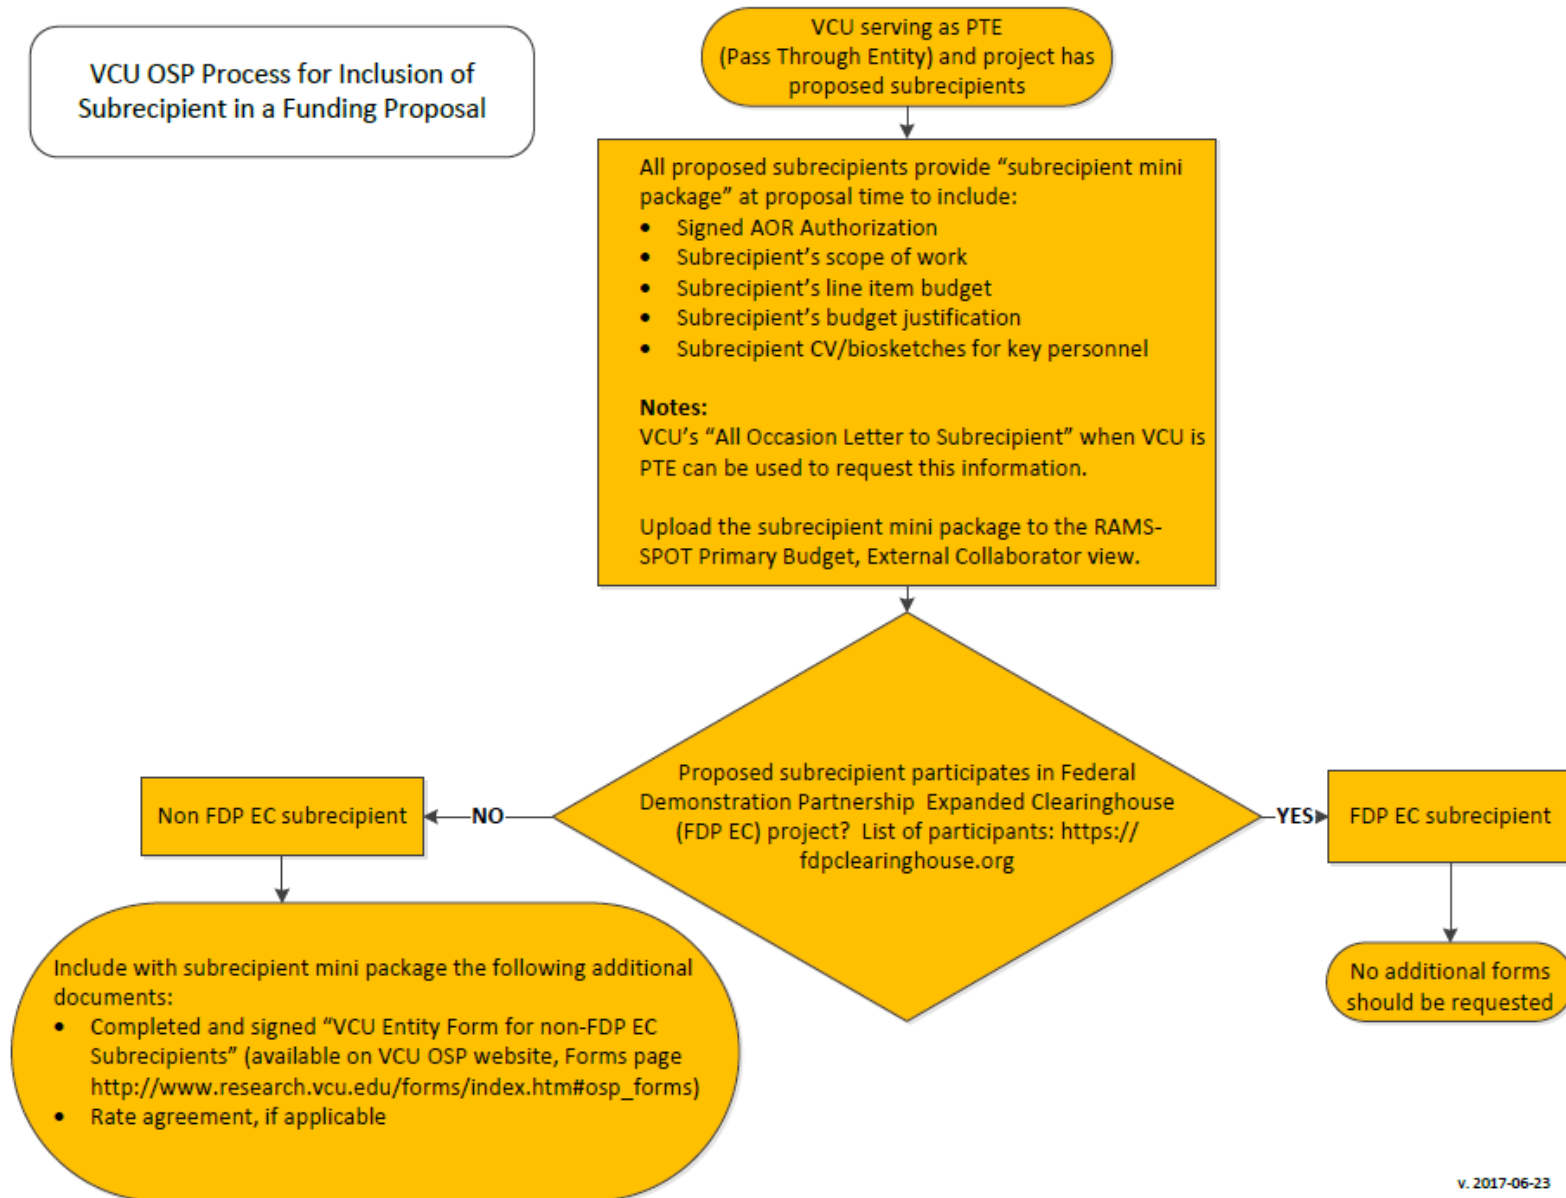 VCU OSP Process for Inclusion of
Subrecipient in a Funding Proposal
VCU serving as PTE
(Pass Through Entity) and project has
proposed subrecipients
All proposed subrecipients provide “subrecipient mini
package” at proposal time to include:
• Signed AOR Authorization
• Subrecipient’s scope of work
• Subrecipient’s line item budget
• Subrecipient’s budget justification
• Subrecipient CV/biosketches for key personnel
Notes:
VCU’s “All Occasion Letter to Subrecipient” when VCU is
PTE can be used to request this information.
Upload the subrecipient mini package to the RAMS-
SPOT Primary Budget, External Collaborator view.
Proposed subrecipient participates in Federal
Demonstration Partnership Expanded Clearinghouse
(FDP EC) project? List of participants: https://
fdpclearinghouse.org
NO
Non FDP EC subrecipient
YES
FDP EC subrecipient
Include with subrecipient mini package the following additional
documents:
• Completed and signed “VCU Entity Form for non-FDP EC
Subrecipients” (available on VCU OSP website, Forms page
http://www.research.vcu.edu/forms/index.htm#osp_forms)
• Rate agreement, if applicable
No additional forms
should be requested
v. 2017-06-23